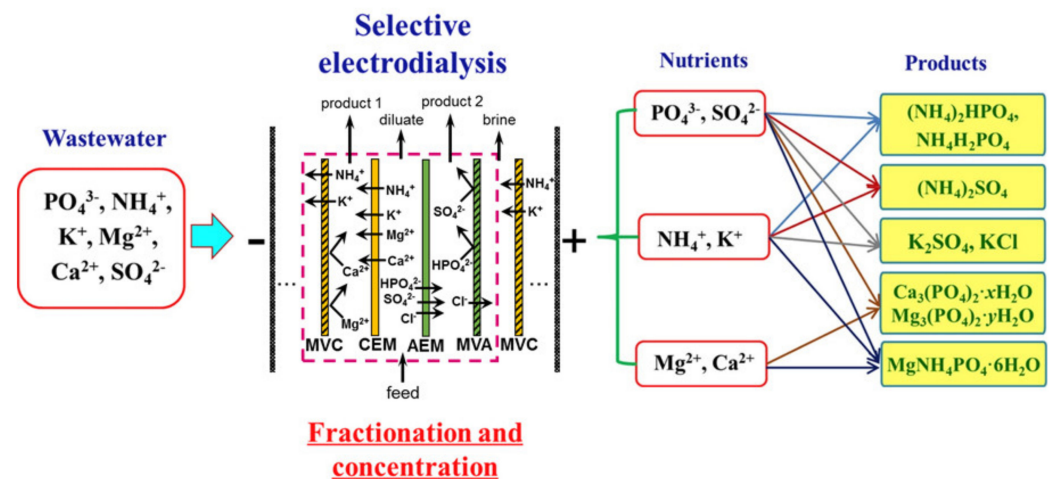 Selective
electrodialysis
Wastewater
PO₄³⁻, NH₄⁺,
K⁺, Mg²⁺,
Ca²⁺, SO₄²⁻
product 1
diluate
product 2
brine
-
+
...
NH₄⁺
K⁺
Ca²⁺
Mg²⁺
NH₄⁺
K⁺
Mg²⁺
Ca²⁺
HPO₄²⁻
SO₄²⁻
Cl⁻
SO₄²⁻
HPO₄²⁻
Cl⁻
NH₄⁺
K⁺
...
MVC CEM AEM MVA MVC
feed
Fractionation and
concentration
Nutrients
PO₄³⁻, SO₄²⁻
NH₄⁺, K⁺
Mg²⁺, Ca²⁺
Products
(NH₄)₂HPO₄,
NH₄H₂PO₄
(NH₄)₂SO₄
K₂SO₄, KCl
Ca₃(PO₄)₂·xH₂O
Mg₃(PO₄)₂·yH₂O
MgNH₄PO₄·6H₂O